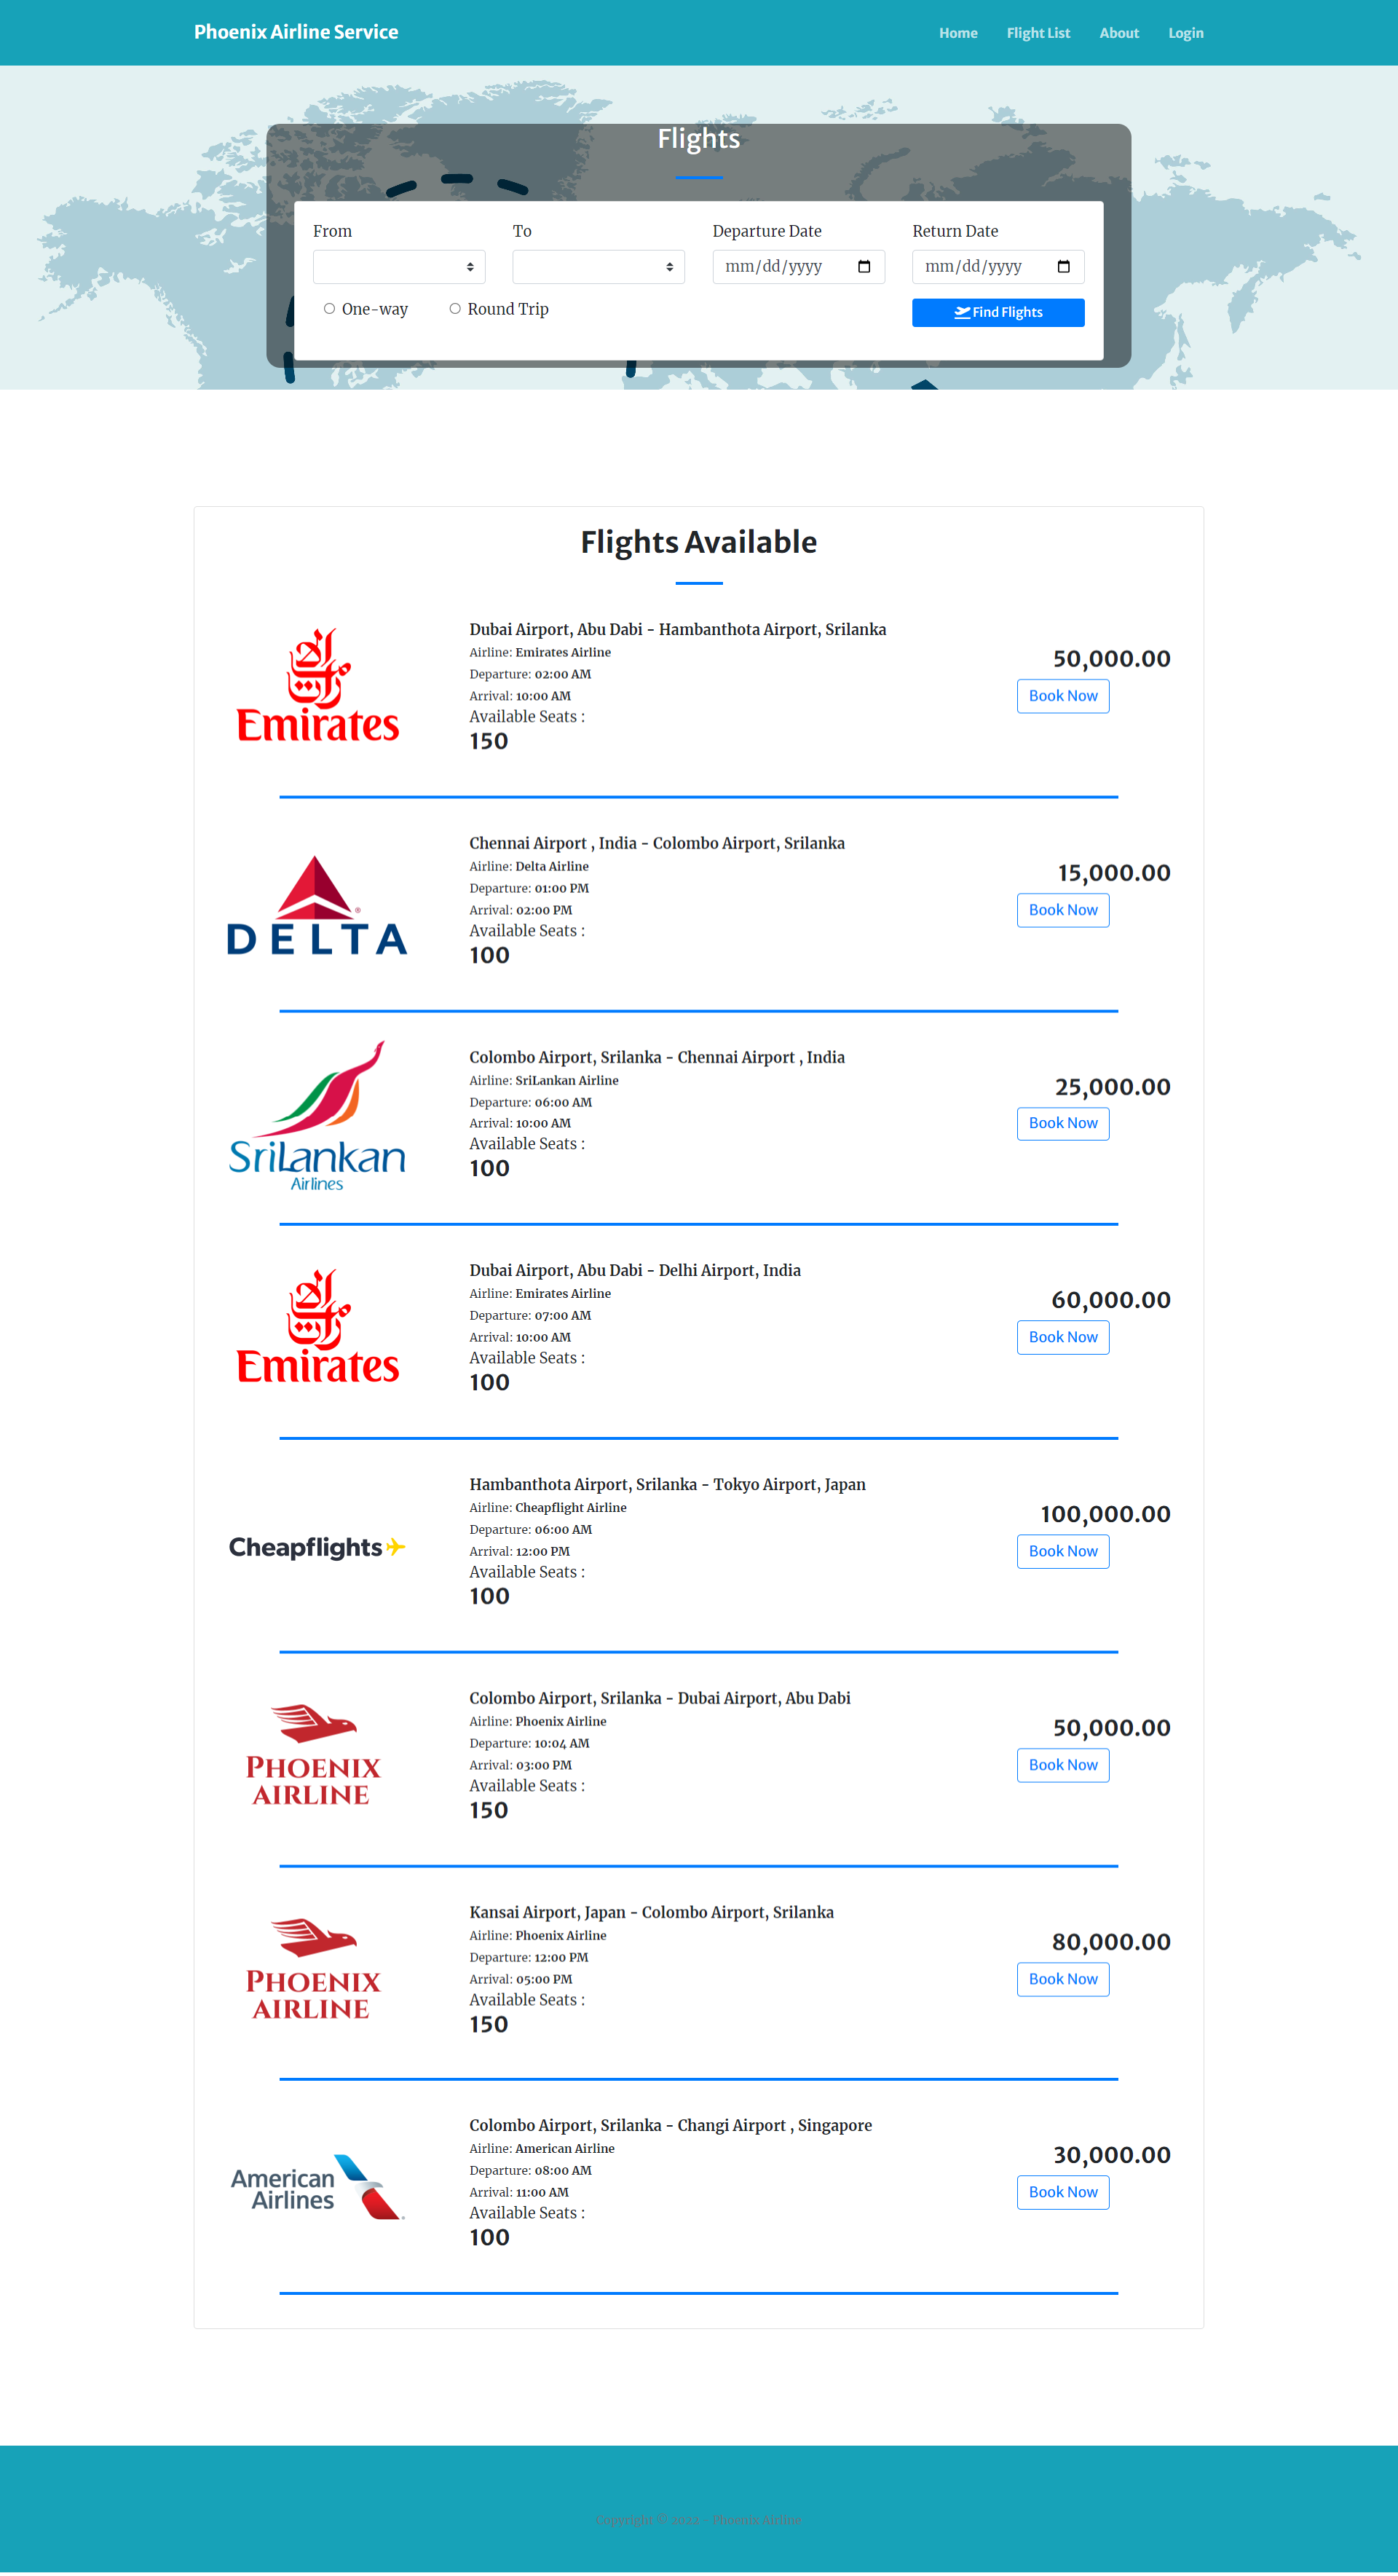 Phoenix Airline Service
Home Flight List About Login
Flights
From To Departure Date Return Date
mm/dd/yyyy mm/dd/yyyy
One-way Round Trip Find Flights
Flights Available
Dubai Airport, Abu Dabi - Hambanthota Airport, Srilanka
Airline: Emirates Airline
Departure: 02:00 AM
Arrival: 10:00 AM
Available Seats :
150
50,000.00
Book Now
امارات
Emirates
Chennai Airport , India - Colombo Airport, Srilanka
Airline: Delta Airline
Departure: 01:00 PM
Arrival: 02:00 PM
Available Seats :
100
15,000.00
Book Now
DELTA
®
Colombo Airport, Srilanka - Chennai Airport , India
Airline: SriLankan Airline
Departure: 06:00 AM
Arrival: 10:00 AM
Available Seats :
100
25,000.00
Book Now
SriLankan
Airlines
Dubai Airport, Abu Dabi - Delhi Airport, India
Airline: Emirates Airline
Departure: 07:00 AM
Arrival: 10:00 AM
Available Seats :
100
60,000.00
Book Now
امارات
Emirates
Hambanthota Airport, Srilanka - Tokyo Airport, Japan
Airline: Cheapflight Airline
Departure: 06:00 AM
Arrival: 12:00 PM
Available Seats :
100
100,000.00
Book Now
Cheapflights
Colombo Airport, Srilanka - Dubai Airport, Abu Dabi
Airline: Phoenix Airline
Departure: 10:04 AM
Arrival: 03:00 PM
Available Seats :
150
50,000.00
Book Now
PHOENIX
AIRLINE
Kansai Airport, Japan - Colombo Airport, Srilanka
Airline: Phoenix Airline
Departure: 12:00 PM
Arrival: 05:00 PM
Available Seats :
150
80,000.00
Book Now
PHOENIX
AIRLINE
Colombo Airport, Srilanka - Changi Airport , Singapore
Airline: American Airline
Departure: 08:00 AM
Arrival: 11:00 AM
Available Seats :
100
30,000.00
Book Now
American
Airlines
Copyright © 2022 - Phoenix Airline